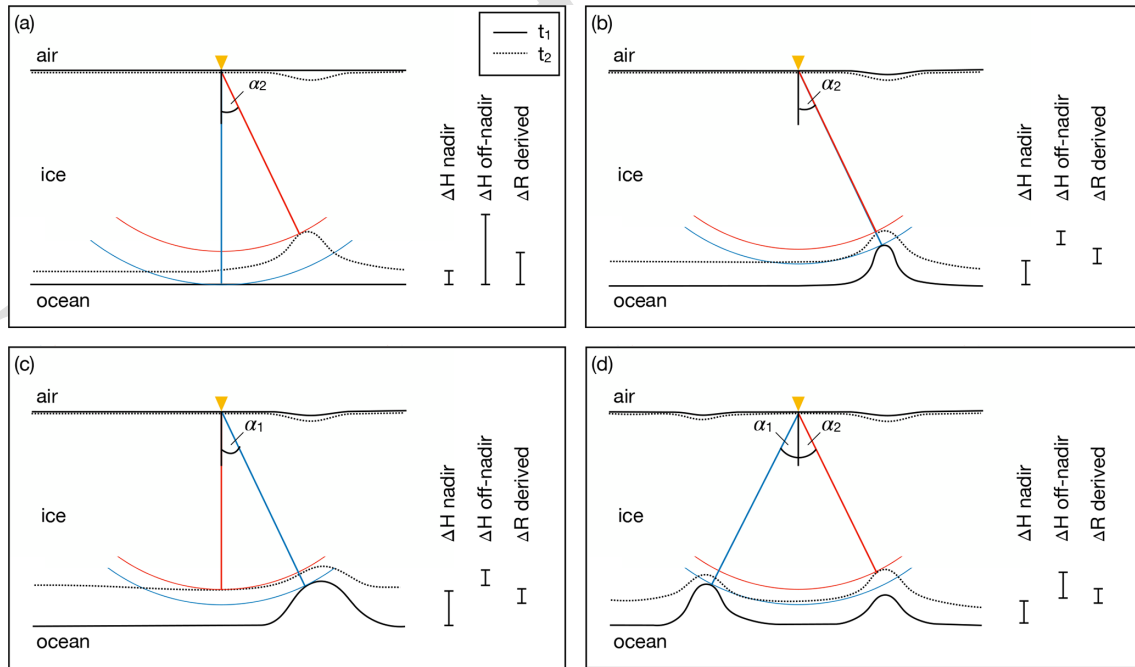 (a)
air
t₁
t₂
α₂
ice
ΔH nadir
ΔH off-nadir
ΔR derived
ocean
(b)
air
α₂
ice
ΔH nadir
ΔH off-nadir
ΔR derived
ocean
(c)
air
α₁
ice
ΔH nadir
ΔH off-nadir
ΔR derived
ocean
(d)
air
α₁ α₂
ice
ΔH nadir
ΔH off-nadir
ΔR derived
ocean